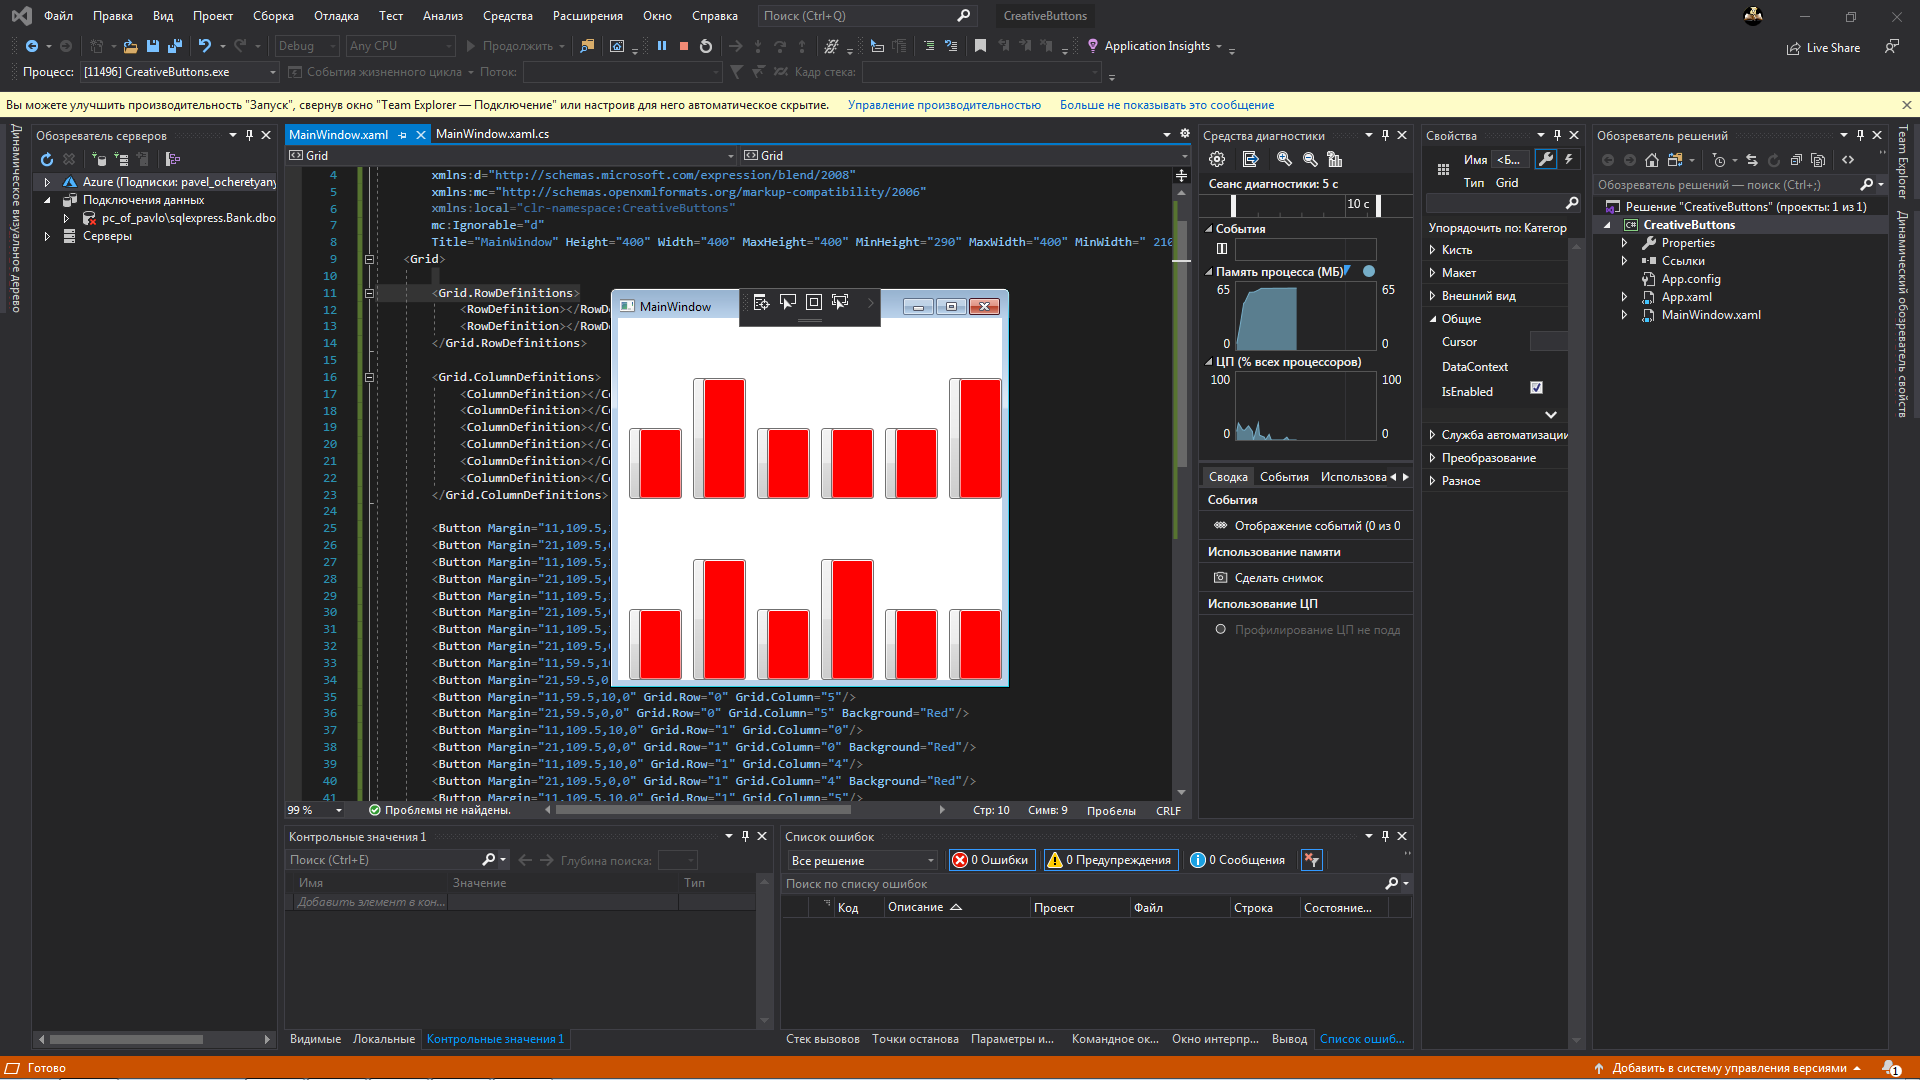 Файл Правка Вид Проект Сборка Отладка Тест Анализ Средства Расширения Окно Справка Поиск (Ctrl+Q) CreativeButtons
Debug Any CPU Продолжить Application Insights Live Share
Процесс: [11496] CreativeButtons.exe События жизненного цикла Поток: Кадр стека:
Вы можете улучшить производительность "Запуск", свернув окно "Team Explorer — Подключение" или настроив для него автоматическое скрытие. Управление производительностью Больше не показывать это сообщение
Динамическое визуальное дерево
Обозреватель серверов
Azure (Подписки: pavel_ocheretyany
Подключения данных
pc_of_pavlo\sqlexpress.Bank.dbo
Серверы
MainWindow.xaml MainWindow.xaml.cs
Grid Grid
4 xmlns:d="http://schemas.microsoft.com/expression/blend/2008"
5 xmlns:mc="http://schemas.openxmlformats.org/markup-compatibility/2006"
6 xmlns:local="clr-namespace:CreativeButtons"
7 mc:Ignorable="d"
8 Title="MainWindow" Height="400" Width="400" MaxHeight="400" MinHeight="290" MaxWidth="400" MinWidth=" 210
9 <Grid>
10
11 <Grid.RowDefinitions>
12 <RowDefinition></RowDe
13 <RowDefinition></RowDe
14 </Grid.RowDefinitions>
15
16 <Grid.ColumnDefinitions>
17 <ColumnDefinition></Co
18 <ColumnDefinition></Co
19 <ColumnDefinition></Co
20 <ColumnDefinition></Co
21 <ColumnDefinition></Co
22 <ColumnDefinition></Co
23 </Grid.ColumnDefinitions>
24
25 <Button Margin="11,109.5,
26 <Button Margin="21,109.5,
27 <Button Margin="11,109.5,
28 <Button Margin="21,109.5,
29 <Button Margin="11,109.5,
30 <Button Margin="21,109.5,
31 <Button Margin="11,109.5,
32 <Button Margin="21,109.5,
33 <Button Margin="11,59.5,10
34 <Button Margin="21,59.5,0,
35 <Button Margin="11,59.5,10,0" Grid.Row="0" Grid.Column="5"/>
36 <Button Margin="21,59.5,0,0" Grid.Row="0" Grid.Column="5" Background="Red"/>
37 <Button Margin="11,109.5,10,0" Grid.Row="1" Grid.Column="0"/>
38 <Button Margin="21,109.5,0,0" Grid.Row="1" Grid.Column="0" Background="Red"/>
39 <Button Margin="11,109.5,10,0" Grid.Row="1" Grid.Column="4"/>
40 <Button Margin="21,109.5,0,0" Grid.Row="1" Grid.Column="4" Background="Red"/>
41 <Button Margin="11,109.5,10,0" Grid.Row="1" Grid.Column="5"/>
MainWindow
99 % Проблемы не найдены. Стр: 10 Симв: 9 Пробелы CRLF
Средства диагностики
Сеанс диагностики: 5 с
10 с
События
Память процесса (МБ)
65 65
0 0
ЦП (% всех процессоров)
100 100
0 0
Сводка События Использова
События
Отображение событий (0 из 0
Использование памяти
Сделать снимок
Использование ЦП
Профилирование ЦП не подд
Свойства
Имя <Б...
Тип Grid
Упорядочить по: Категор
Кисть
Макет
Внешний вид
Общие
Cursor
DataContext
IsEnabled
Служба автоматизации
Преобразование
Разное
Обозреватель решений
Обозреватель решений — поиск (Ctrl+;)
Решение "CreativeButtons" (проекты: 1 из 1)
CreativeButtons
Properties
Ссылки
App.config
App.xaml
MainWindow.xaml
Team Explorer
Динамический обозреватель свойств
Контрольные значения 1
Поиск (Ctrl+E) Глубина поиска:
Имя Значение Тип
Добавить элемент в кон...
Видимые Локальные Контрольные значения 1
Список ошибок
Все решение 0 Ошибки 0 Предупреждения 0 Сообщения
Поиск по списку ошибок
Код Описание Проект Файл Строка Состояние...
Стек вызовов Точки останова Параметры и... Командное ок... Окно интерпр... Вывод Список ошиб...
Готово Добавить в систему управления версиями 1